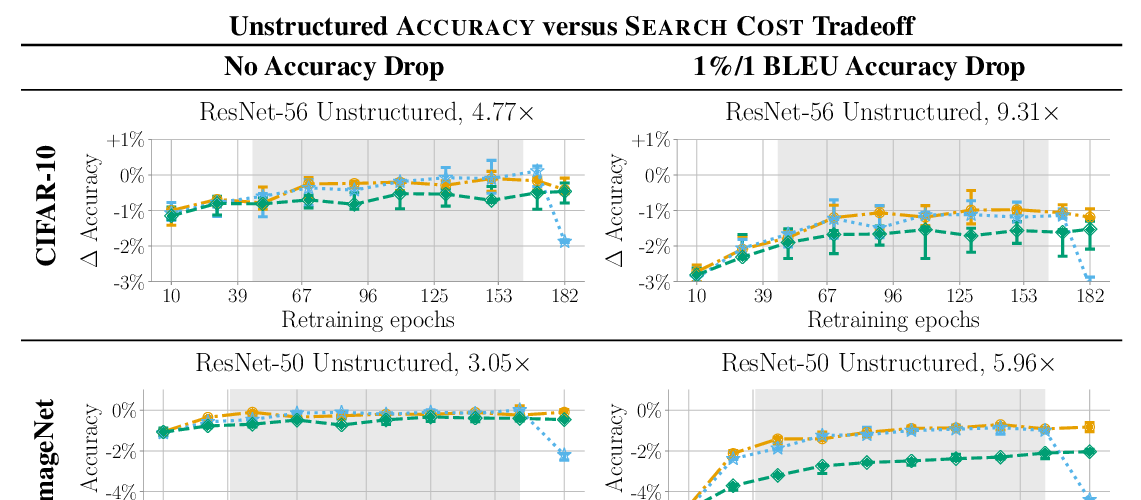 Unstructured ACCURACY versus SEARCH COST Tradeoff
No Accuracy Drop
1%/1 BLEU Accuracy Drop
CIFAR-10
ResNet-56 Unstructured, 4.77×
Δ Accuracy
+1%
0%
-1%
-2%
-3%
10 39 67 96 125 153 182
Retraining epochs
ResNet-56 Unstructured, 9.31×
Δ Accuracy
+1%
0%
-1%
-2%
-3%
10 39 67 96 125 153 182
Retraining epochs
mageNet
ResNet-50 Unstructured, 3.05×
Accuracy
0%
-2%
-4%
ResNet-50 Unstructured, 5.96×
Accuracy
0%
-2%
-4%